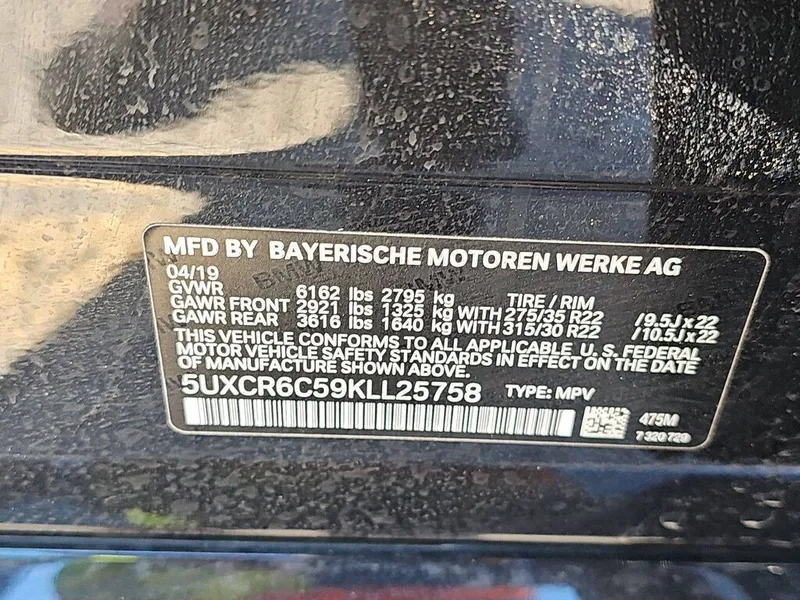 MFD BY BAYERISCHE MOTOREN WERKE AG
04/19
GVWR 6162 lbs 2795 kg TIRE / RIM
GAWR FRONT 2921 lbs 1325 kg WITH 275/35 R22 /9.5J x 22
GAWR REAR 3616 lbs 1640 kg WITH 315/30 R22 /10.5J x 22
THIS VEHICLE CONFORMS TO ALL APPLICABLE U.S. FEDERAL
MOTOR VEHICLE SAFETY STANDARDS IN EFFECT ON THE DATE
OF MANUFACTURE SHOWN ABOVE.
5UXCR6C59KLL25758 TYPE: MPV
475M
7 320 729